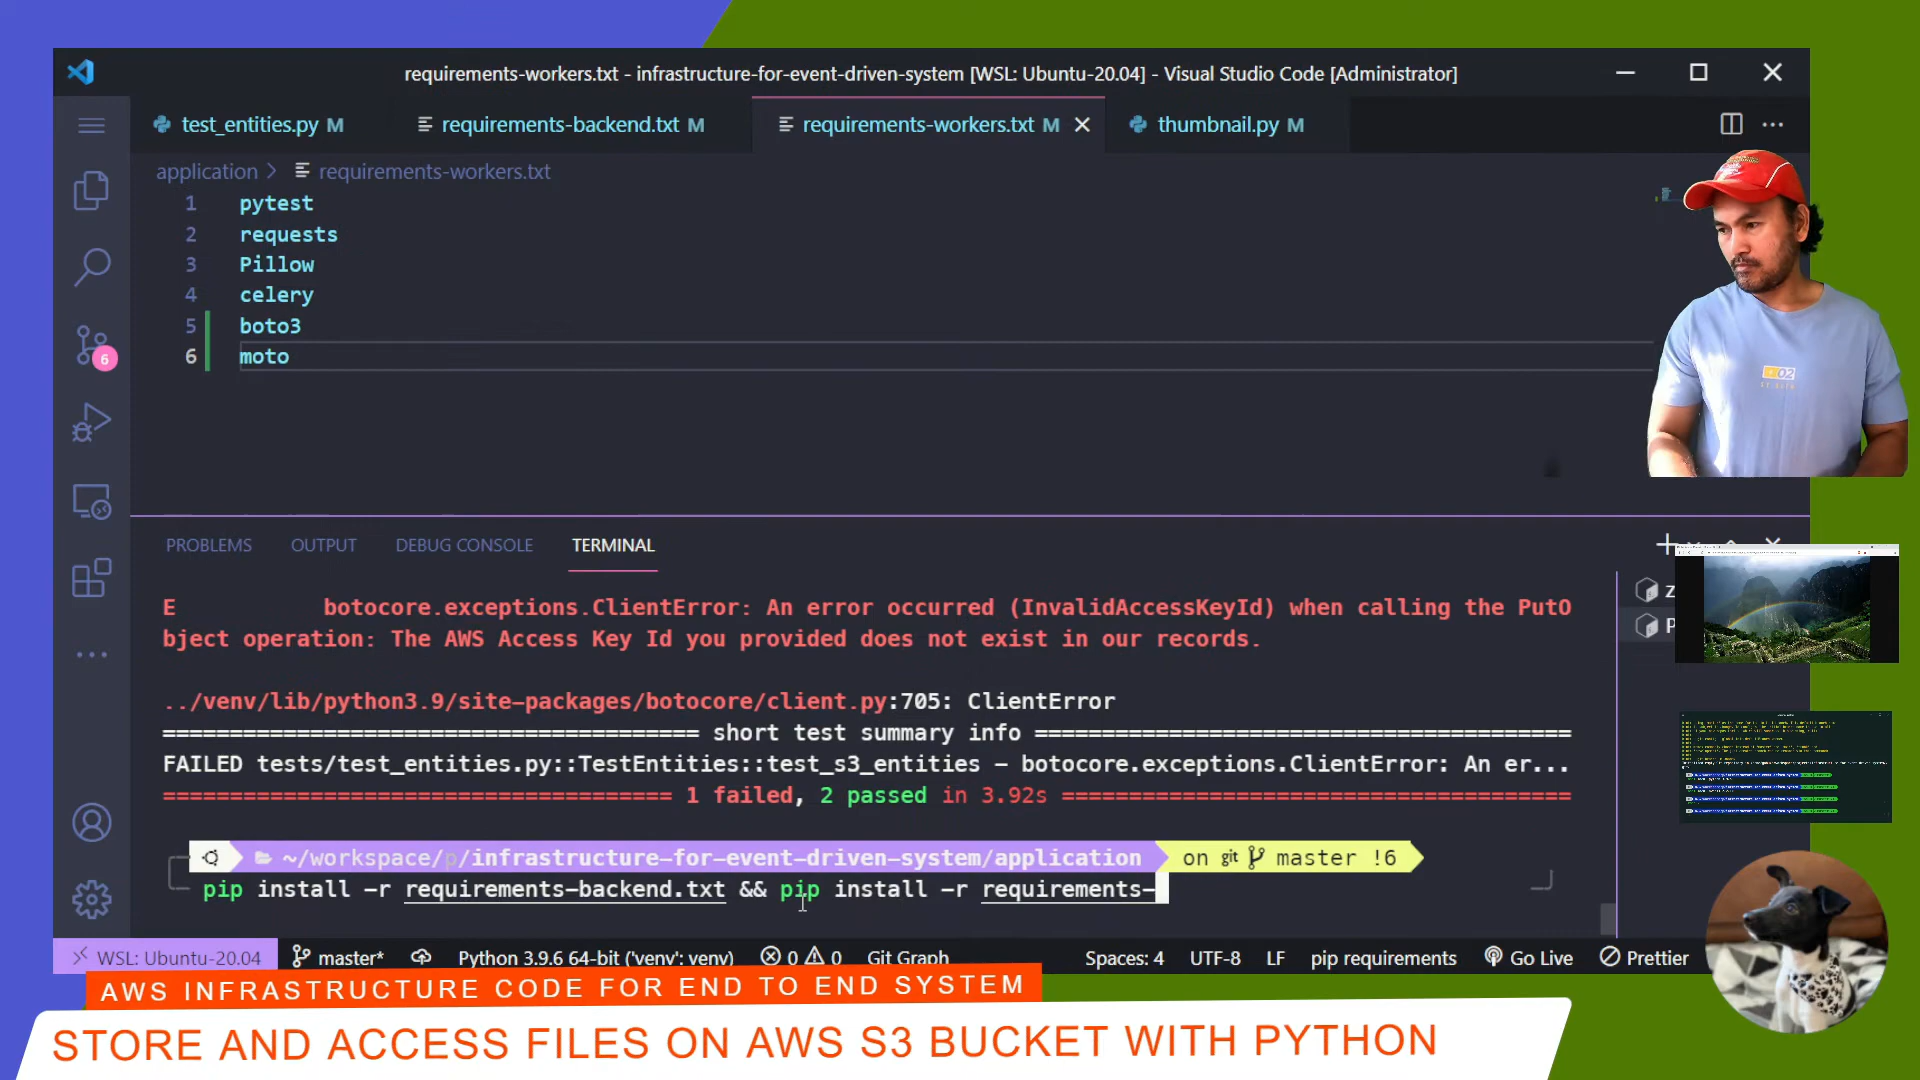 requirements-workers.txt - infrastructure-for-event-driven-system [WSL: Ubuntu-20.04] - Visual Studio Code [Administrator]
test_entities.py M
requirements-backend.txt M
requirements-workers.txt M
thumbnail.py M
application > requirements-workers.txt
1 pytest
2 requests
3 Pillow
4 celery
5 boto3
6 moto
6
02
PROBLEMS OUTPUT DEBUG CONSOLE TERMINAL
E botocore.exceptions.ClientError: An error occurred (InvalidAccessKeyId) when calling the PutO
bject operation: The AWS Access Key Id you provided does not exist in our records.
../venv/lib/python3.9/site-packages/botocore/client.py:705: ClientError
======================================== short test summary info ========================================
FAILED tests/test_entities.py::TestEntities::test_s3_entities - botocore.exceptions.ClientError: An er...
====================================== 1 failed, 2 passed in 3.92s ======================================
~/workspace/p/infrastructure-for-event-driven-system/application on git master !6
pip install -r requirements-backend.txt && pip install -r requirements-
WSL: Ubuntu-20.04 master* Python 3.9.6 64-bit ('venv': venv) 0 0 Git Graph Spaces: 4 UTF-8 LF pip requirements Go Live Prettier
AWS INFRASTRUCTURE CODE FOR END TO END SYSTEM
STORE AND ACCESS FILES ON AWS S3 BUCKET WITH PYTHON